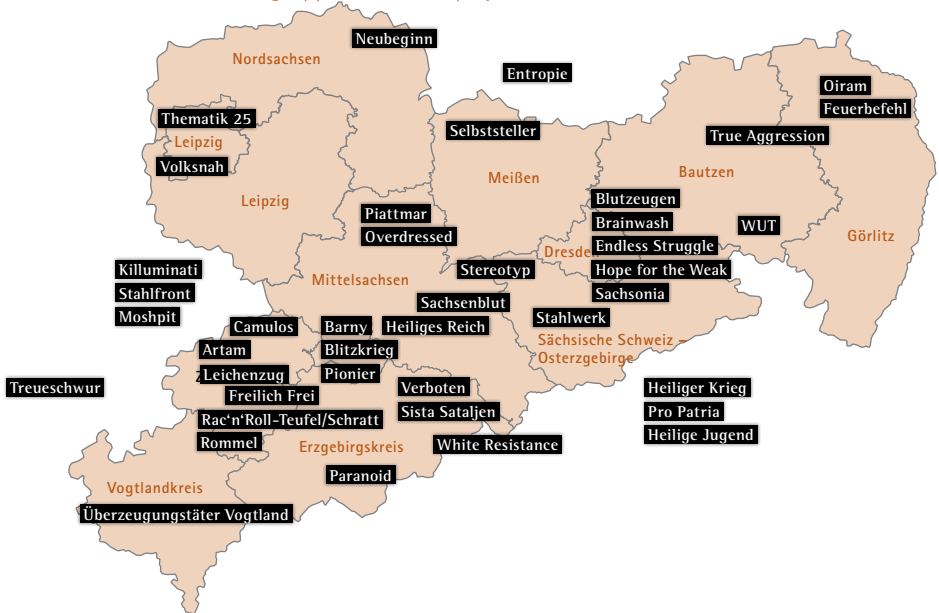 Neubeginn
Nordsachsen
Entropie
Oiram
Feuerbefehl
Thematik 25
Selbststeller
True Aggression
Leipzig
Volksnah
Meißen
Bautzen
Leipzig
Blutzeugen
Piattmar
Brainwash
WUT
Overdressed
Görlitz
Endless Struggle
Dresden
Killuminati
Stereotyp
Hope for the Weak
Mittelsachsen
Stahlfront
Sachsenblut
Sachsonia
Moshpit
Stahlwerk
Camulos
Barny
Heiliges Reich
Sächsische Schweiz –
Osterzgebirge
Artam
Blitzkrieg
Leichenzug
Pionier
Treueschwur
Verboten
Heiliger Krieg
Freilich Frei
Sista Sataljen
Pro Patria
Rac‘n‘Roll-Teufel/Schratt
Heilige Jugend
Rommel
Erzgebirgskreis
White Resistance
Paranoid
Vogtlandkreis
Überzeugungstäter Vogtland